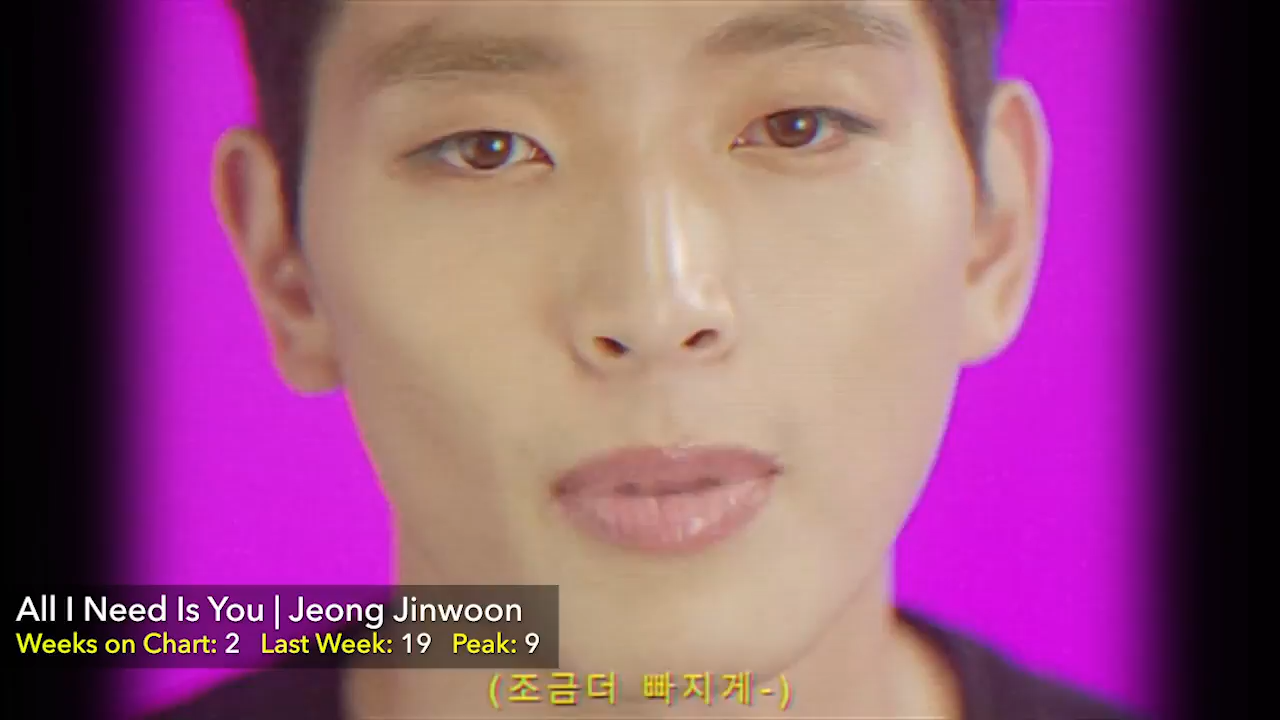 All I Need Is You | Jeong Jinwoon
Weeks on Chart: 2 Last Week: 19 Peak: 9
(조금더 빠지게-)